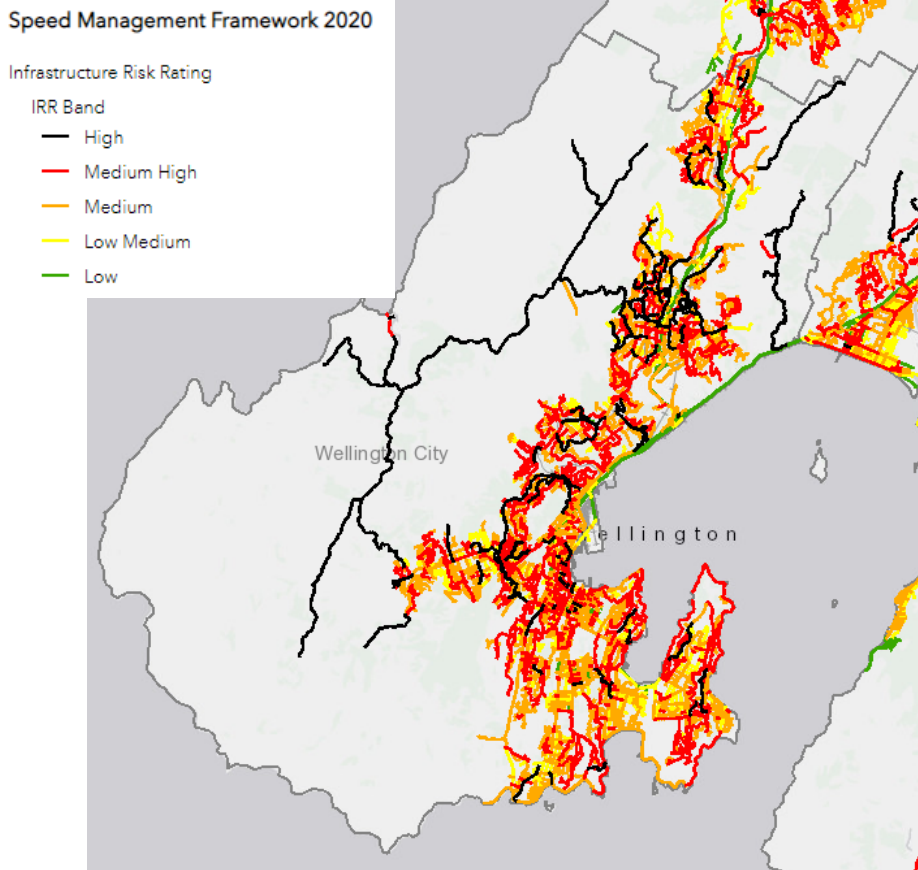 Speed Management Framework 2020
Infrastructure Risk Rating
IRR Band
High
Medium High
Medium
Low Medium
Low
Wellington City
ellington